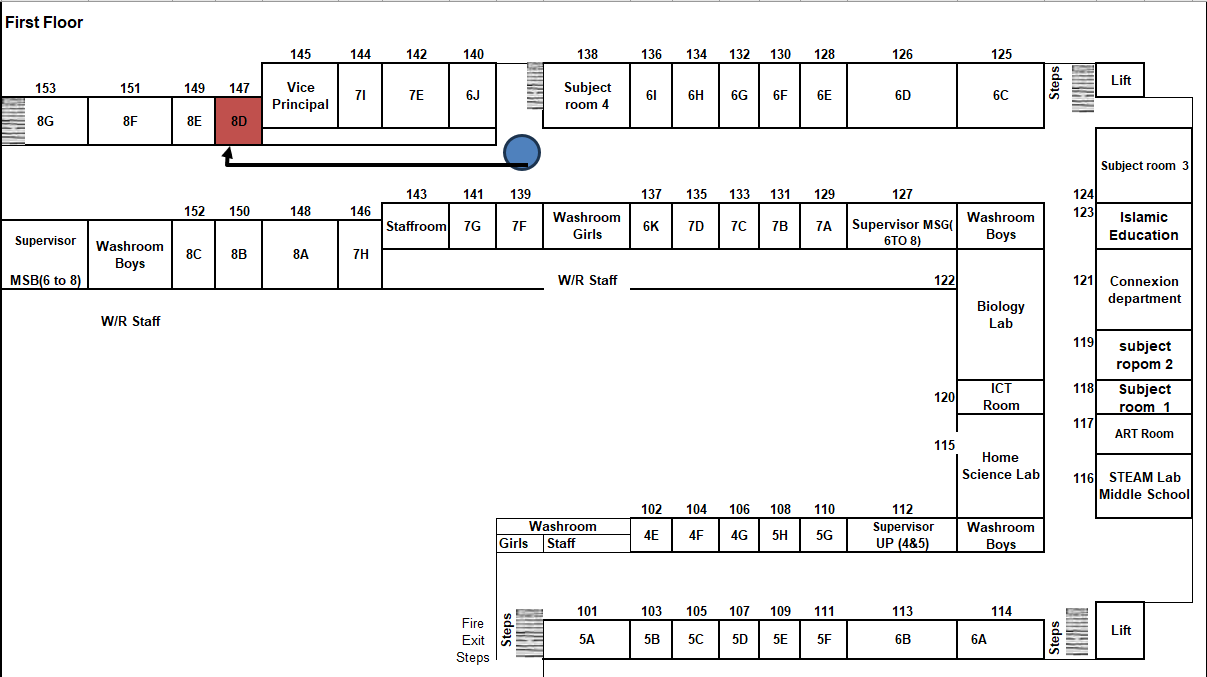 First Floor
145 144 142 140 138 136 134 132 130 128 126 125
Vice
Principal
7I 7E 6J
Subject
room 4
6I 6H 6G 6F 6E 6D 6C
Steps
Lift
153 151 149 147
8G 8F 8E 8D
Subject room 3
124
143 141 139 137 135 133 131 129 127
Staffroom 7G 7F
Washroom
Girls
6K 7D 7C 7B 7A
Supervisor MSG(
6TO 8)
Washroom
Boys
123
Islamic
Education
152 150 148 146
Supervisor
MSB(6 to 8)
Washroom
Boys
8C 8B 8A 7H
W/R Staff
122
121
Connexion
department
Biology
Lab
W/R Staff
119
subject
ropom 2
120
ICT
Room
118
Subject
room 1
117
ART Room
115
Home
Science Lab
116
STEAM Lab
Middle School
102 104 106 108 110 112
Washroom
Girls Staff
4E 4F 4G 5H 5G
Supervisor
UP (4&5)
Washroom
Boys
101 103 105 107 109 111 113 114
Fire
Exit
Steps
Steps
5A 5B 5C 5D 5E 5F 6B 6A
Steps
Lift